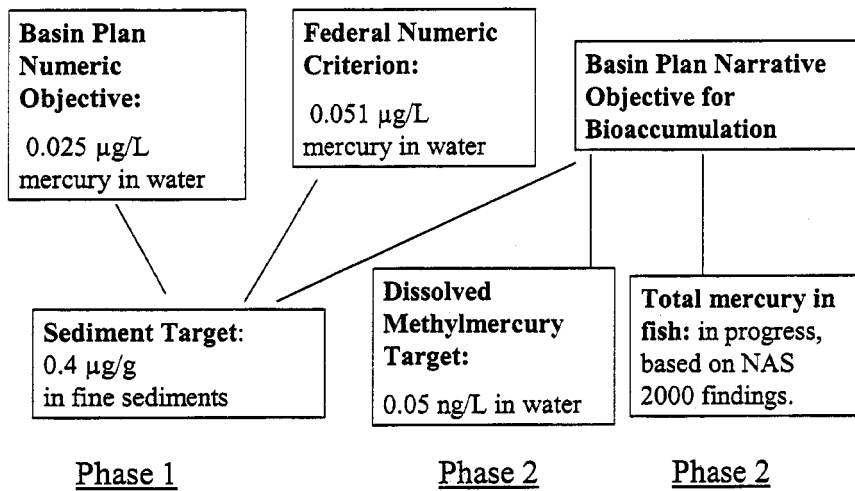 Basin Plan
Numeric
Objective:
0.025 µg/L
mercury in water
Federal Numeric
Criterion:
0.051 µg/L
mercury in water
Basin Plan Narrative
Objective for
Bioaccumulation
Sediment Target:
0.4 µg/g
in fine sediments
Dissolved
Methylmercury
Target:
0.05 ng/L in water
Total mercury in
fish: in progress,
based on NAS
2000 findings.
Phase 1
Phase 2
Phase 2